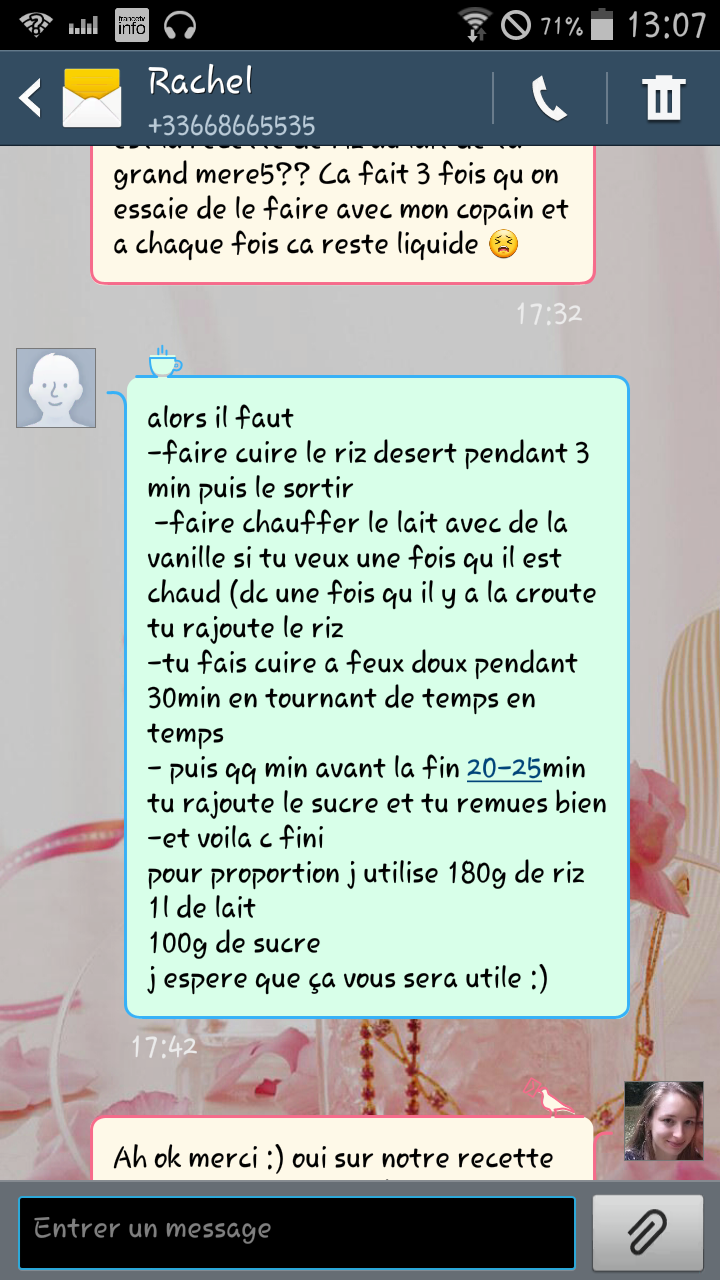 francetv
info
71% 13:07
Rachel
+33668665535
grand mere5?? Ca fait 3 fois qu on
essaie de le faire avec mon copain et
a chaque fois ca reste liquide 😣
17:32
alors il faut
-faire cuire le riz desert pendant 3
min puis le sortir
-faire chauffer le lait avec de la
vanille si tu veux une fois qu il est
chaud (dc une fois qu il y a la croute
tu rajoute le riz
-tu fais cuire a feux doux pendant
30min en tournant de temps en
temps
- puis qq min avant la fin 20-25min
tu rajoute le sucre et tu remues bien
-et voila c fini
pour proportion j utilise 180g de riz
1l de lait
100g de sucre
j espere que ça vous sera utile :)
17:42
Ah ok merci :) oui sur notre recette
Entrer un message